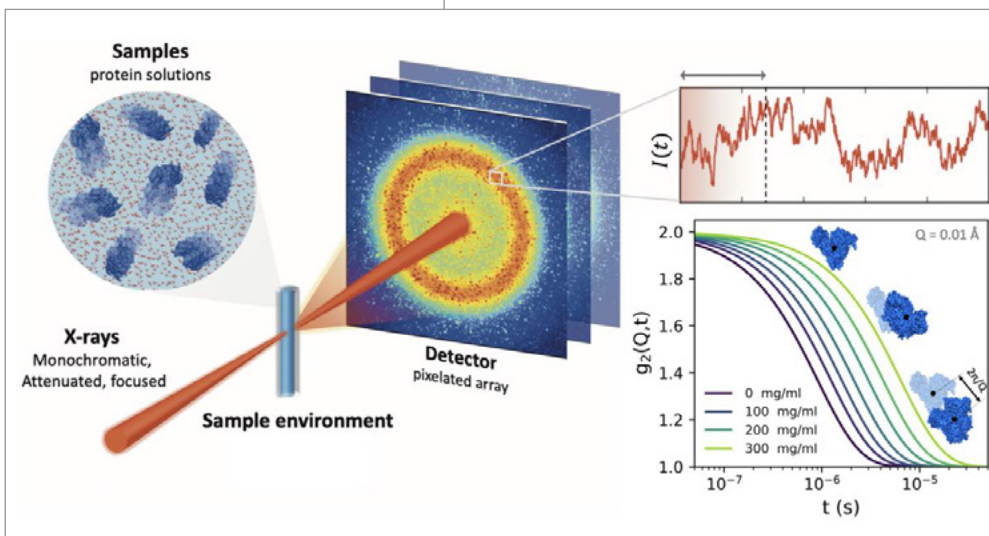 Samples
protein solutions
X-rays
Monochromatic,
Attenuated, focused
Sample environment
Detector
pixelated array
I(t)
2.0
1.8
1.6
1.4
1.2
1.0
g₂(Q,t)
Q = 0.01 Å
2π/Q
0 mg/ml
100 mg/ml
200 mg/ml
300 mg/ml
10⁻⁷
10⁻⁶
10⁻⁵
t (s)